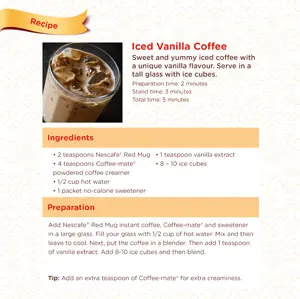 Recipe
Iced Vanilla Coffee
Sweet and yummy iced coffee with
a unique vanilla flavour. Serve in a
tall glass with ice cubes.
Preparation time: 2 minutes
Stand time: 3 minutes
Total time: 5 minutes
Ingredients
• 2 teaspoons Nescafe® Red Mug
• 4 teaspoons Coffee-mate®
powdered coffee creamer
• 1/2 cup hot water
• 1 packet no-calorie sweetener
• 1 teaspoon vanilla extract
• 8 – 10 ice cubes
Preparation
Add Nescafe® Red Mug instant coffee, Coffee-mate® and sweetener
in a large glass. Fill your glass with 1/2 cup of hot water. Mix and then
leave to cool. Next, put the coffee in a blender. Then add 1 teaspoon
of vanilla extract. Add 8-10 ice cubes and then blend.
Tip: Add an extra teaspoon of Coffee-mate® for extra creaminess.